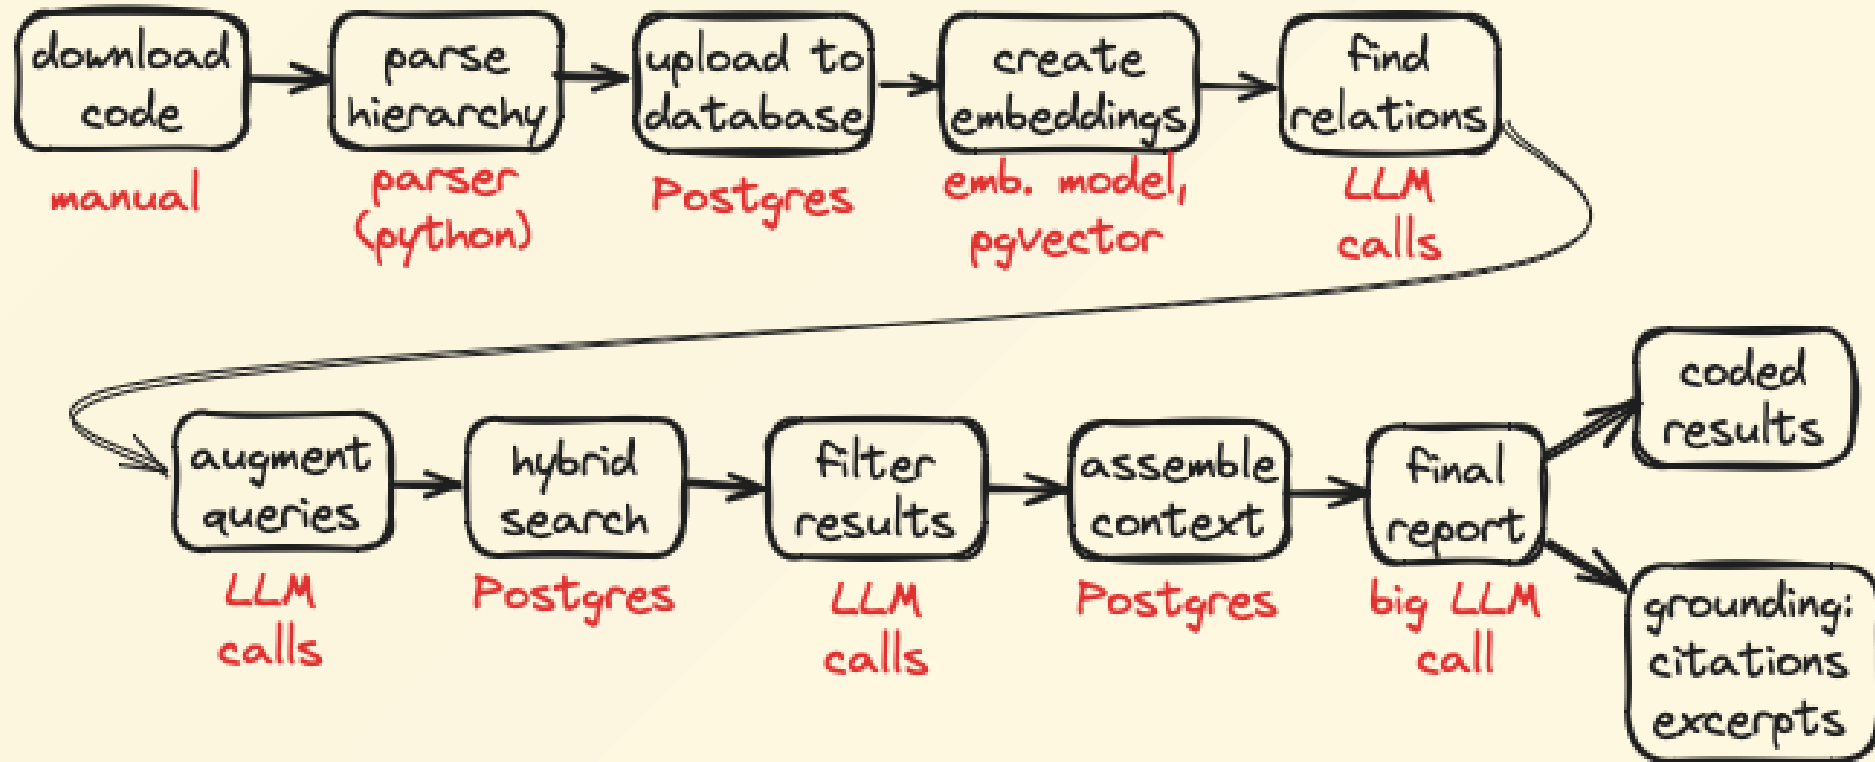 download
code
manual
parse
hierarchy
parser
(python)
upload to
database
Postgres
create
embeddings
emb. model,
pgvector
find
relations
LLM
calls
augment
queries
LLM
calls
hybrid
search
Postgres
filter
results
LLM
calls
assemble
context
Postgres
final
report
big LLM
call
coded
results
grounding:
citations
excerpts